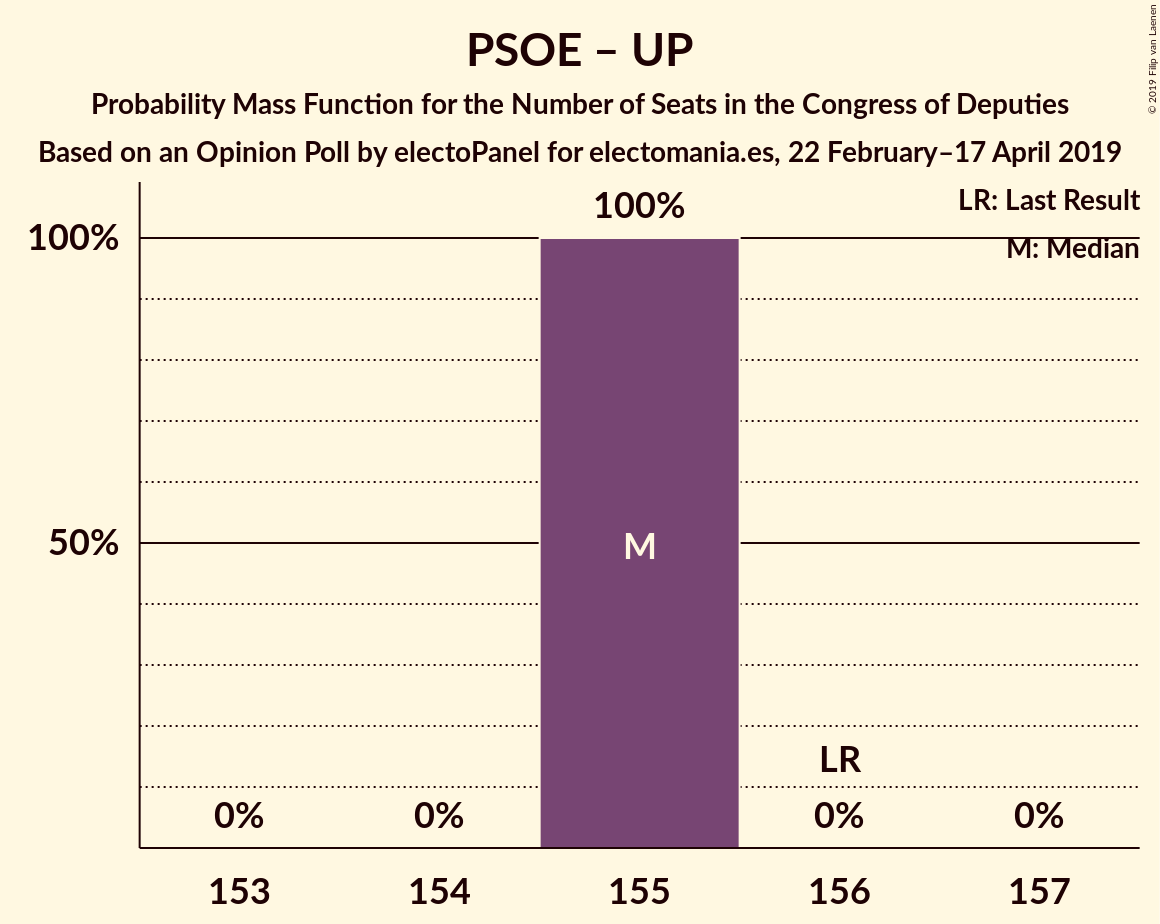 PSOE – UP
Probability Mass Function for the Number of Seats in the Congress of Deputies
Based on an Opinion Poll by electoPanel for electomania.es, 22 February–17 April 2019
© 2019 Filip van Laenen
LR: Last Result
M: Median
100%
100%
50%
M
LR
0%
0%
0%
0%
153
154
155
156
157